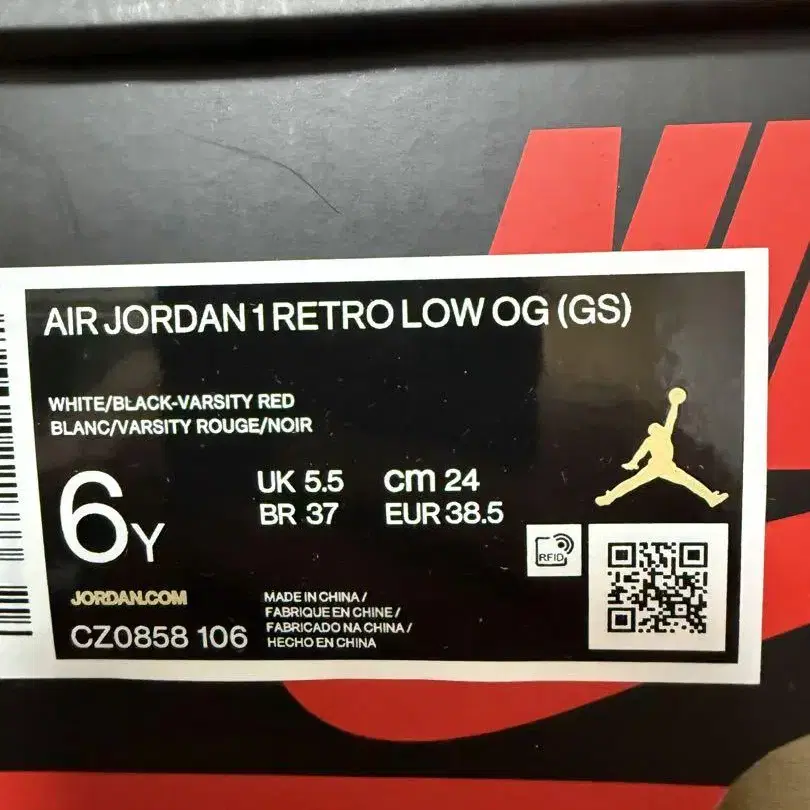 AIR JORDAN 1 RETRO LOW OG (GS)
WHITE/BLACK-VARSITY RED
BLANC/VARSITY ROUGE/NOIR
6Y
UK 5.5 cm 24
BR 37 EUR 38.5
RFID
JORDAN.COM
CZ0858 106
MADE IN CHINA /
FABRIQUE EN CHINE /
FABRICADO NA CHINA /
HECHO EN CHINA